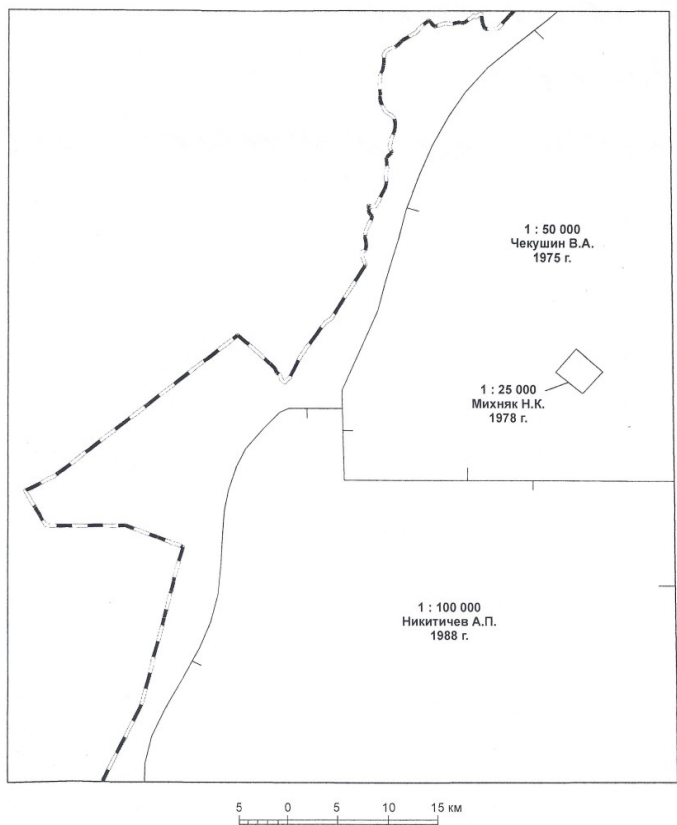 1 : 50 000
Чекушин В.А.
1975 г.
1 : 25 000
Михняк Н.К.
1978 г.
1 : 100 000
Никитичев А.П.
1988 г.
5 0 5 10 15 км